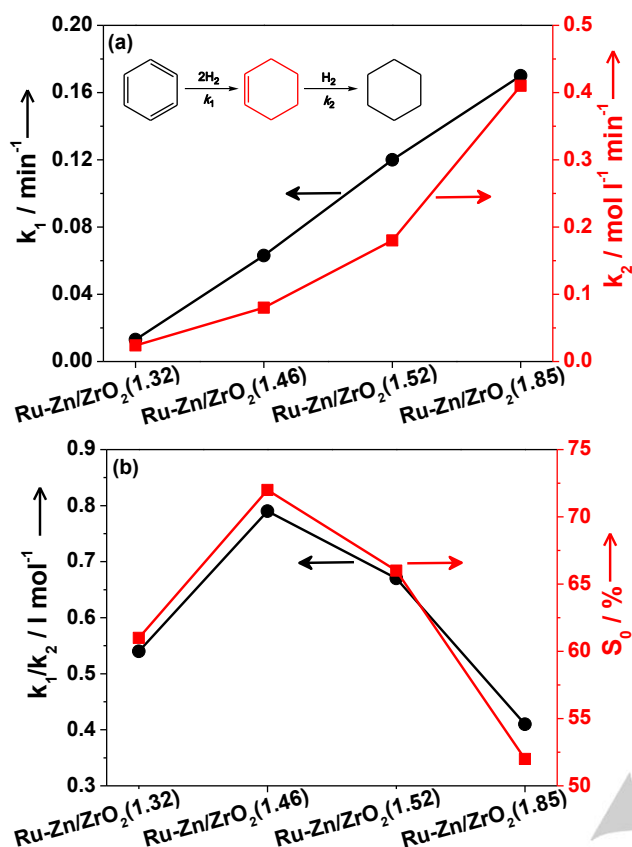 (a)
2H₂
k₁
H₂
k₂
k₁ / min⁻¹ ⟶
0.20
0.16
0.12
0.08
0.04
0.00
0.5
0.4
0.3
0.2
0.1
0.0
k₂ / mol l⁻¹ min⁻¹ ⟶
Ru-Zn/ZrO₂(1.32)
Ru-Zn/ZrO₂(1.46)
Ru-Zn/ZrO₂(1.52)
Ru-Zn/ZrO₂(1.85)
(b)
k₁/k₂ / l mol⁻¹ ⟶
0.9
0.8
0.7
0.6
0.5
0.4
0.3
75
70
65
60
55
50
S₀ / % ⟶
Ru-Zn/ZrO₂(1.32)
Ru-Zn/ZrO₂(1.46)
Ru-Zn/ZrO₂(1.52)
Ru-Zn/ZrO₂(1.85)